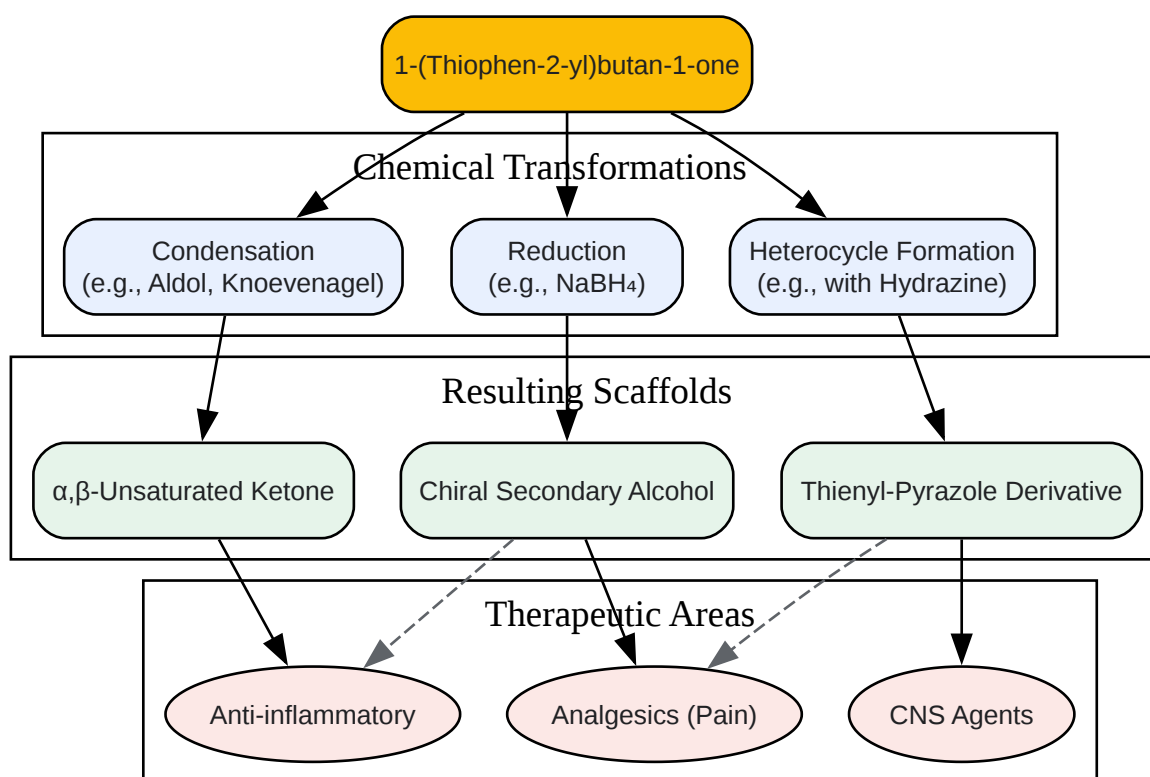 1-(Thiophen-2-yl)butan-1-one
Chemical Transformations
Condensation
(e.g., Aldol, Knoevenagel)
Reduction
(e.g., NaBH₄)
Heterocycle Formation
(e.g., with Hydrazine)
Resulting Scaffolds
α,β-Unsaturated Ketone
Chiral Secondary Alcohol
Thienyl-Pyrazole Derivative
Therapeutic Areas
Anti-inflammatory
Analgesics (Pain)
CNS Agents